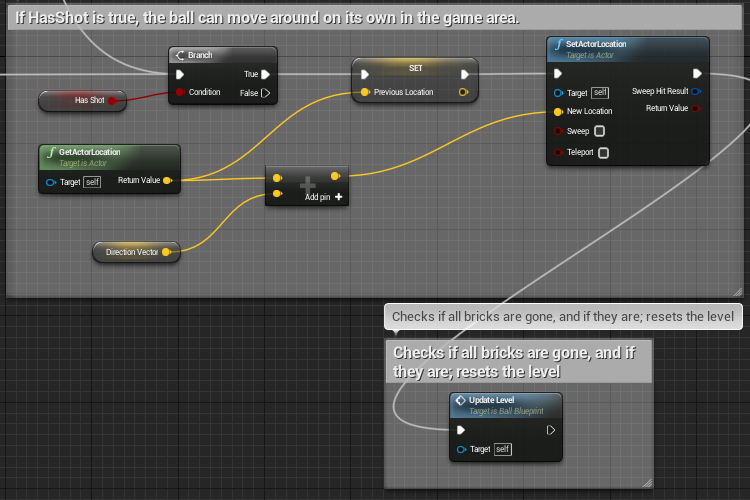 If HasShot is true, the ball can move around on its own in the game area.
Branch
True
Condition
False
Has Shot
SET
Previous Location
SetActorLocation
Target is Actor
Target self
Sweep Hit Result
New Location
Return Value
Sweep
Teleport
f GetActorLocation
Target is Actor
Target self
Return Value
Add pin +
Direction Vector
Checks if all bricks are gone, and if they are; resets the level
Checks if all bricks are gone, and if
they are; resets the level
Update Level
Target is Ball Blueprint
Target self